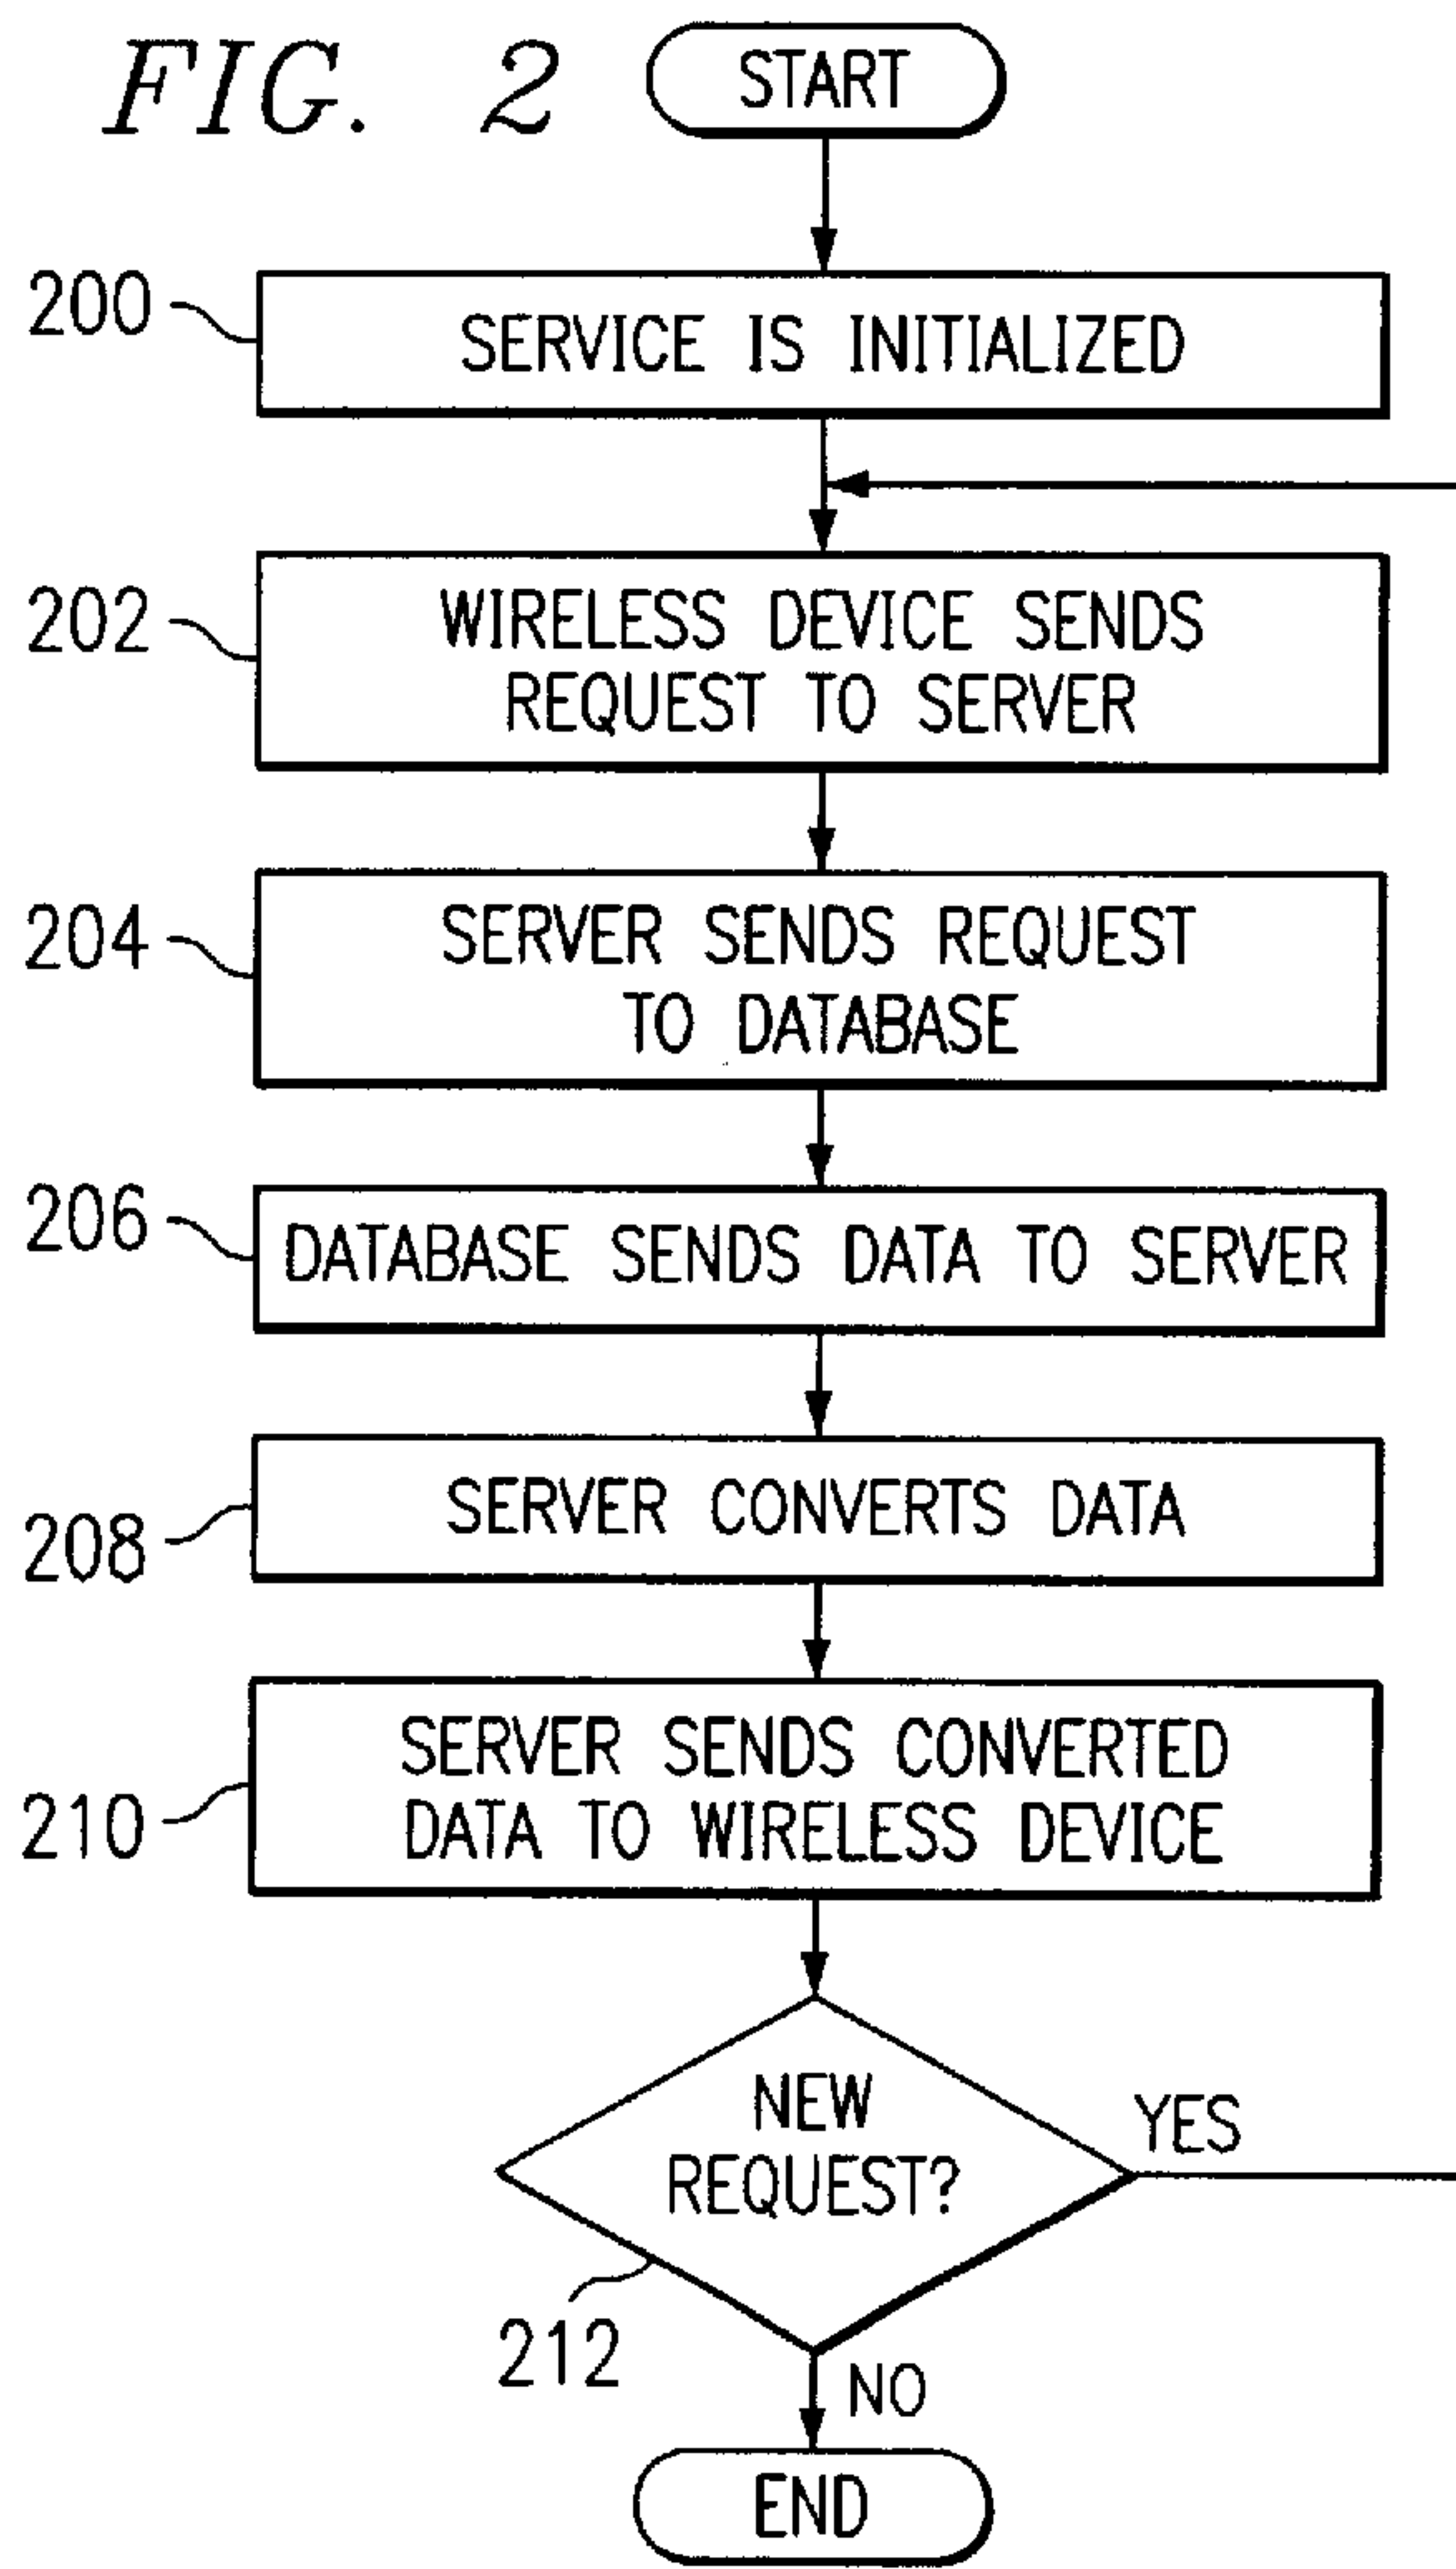 FIG. 2
START
200
SERVICE IS INITIALIZED
202
WIRELESS DEVICE SENDS
REQUEST TO SERVER
204
SERVER SENDS REQUEST
TO DATABASE
206
DATABASE SENDS DATA TO SERVER
208
SERVER CONVERTS DATA
210
SERVER SENDS CONVERTED
DATA TO WIRELESS DEVICE
NEW
REQUEST?
YES
212
NO
END